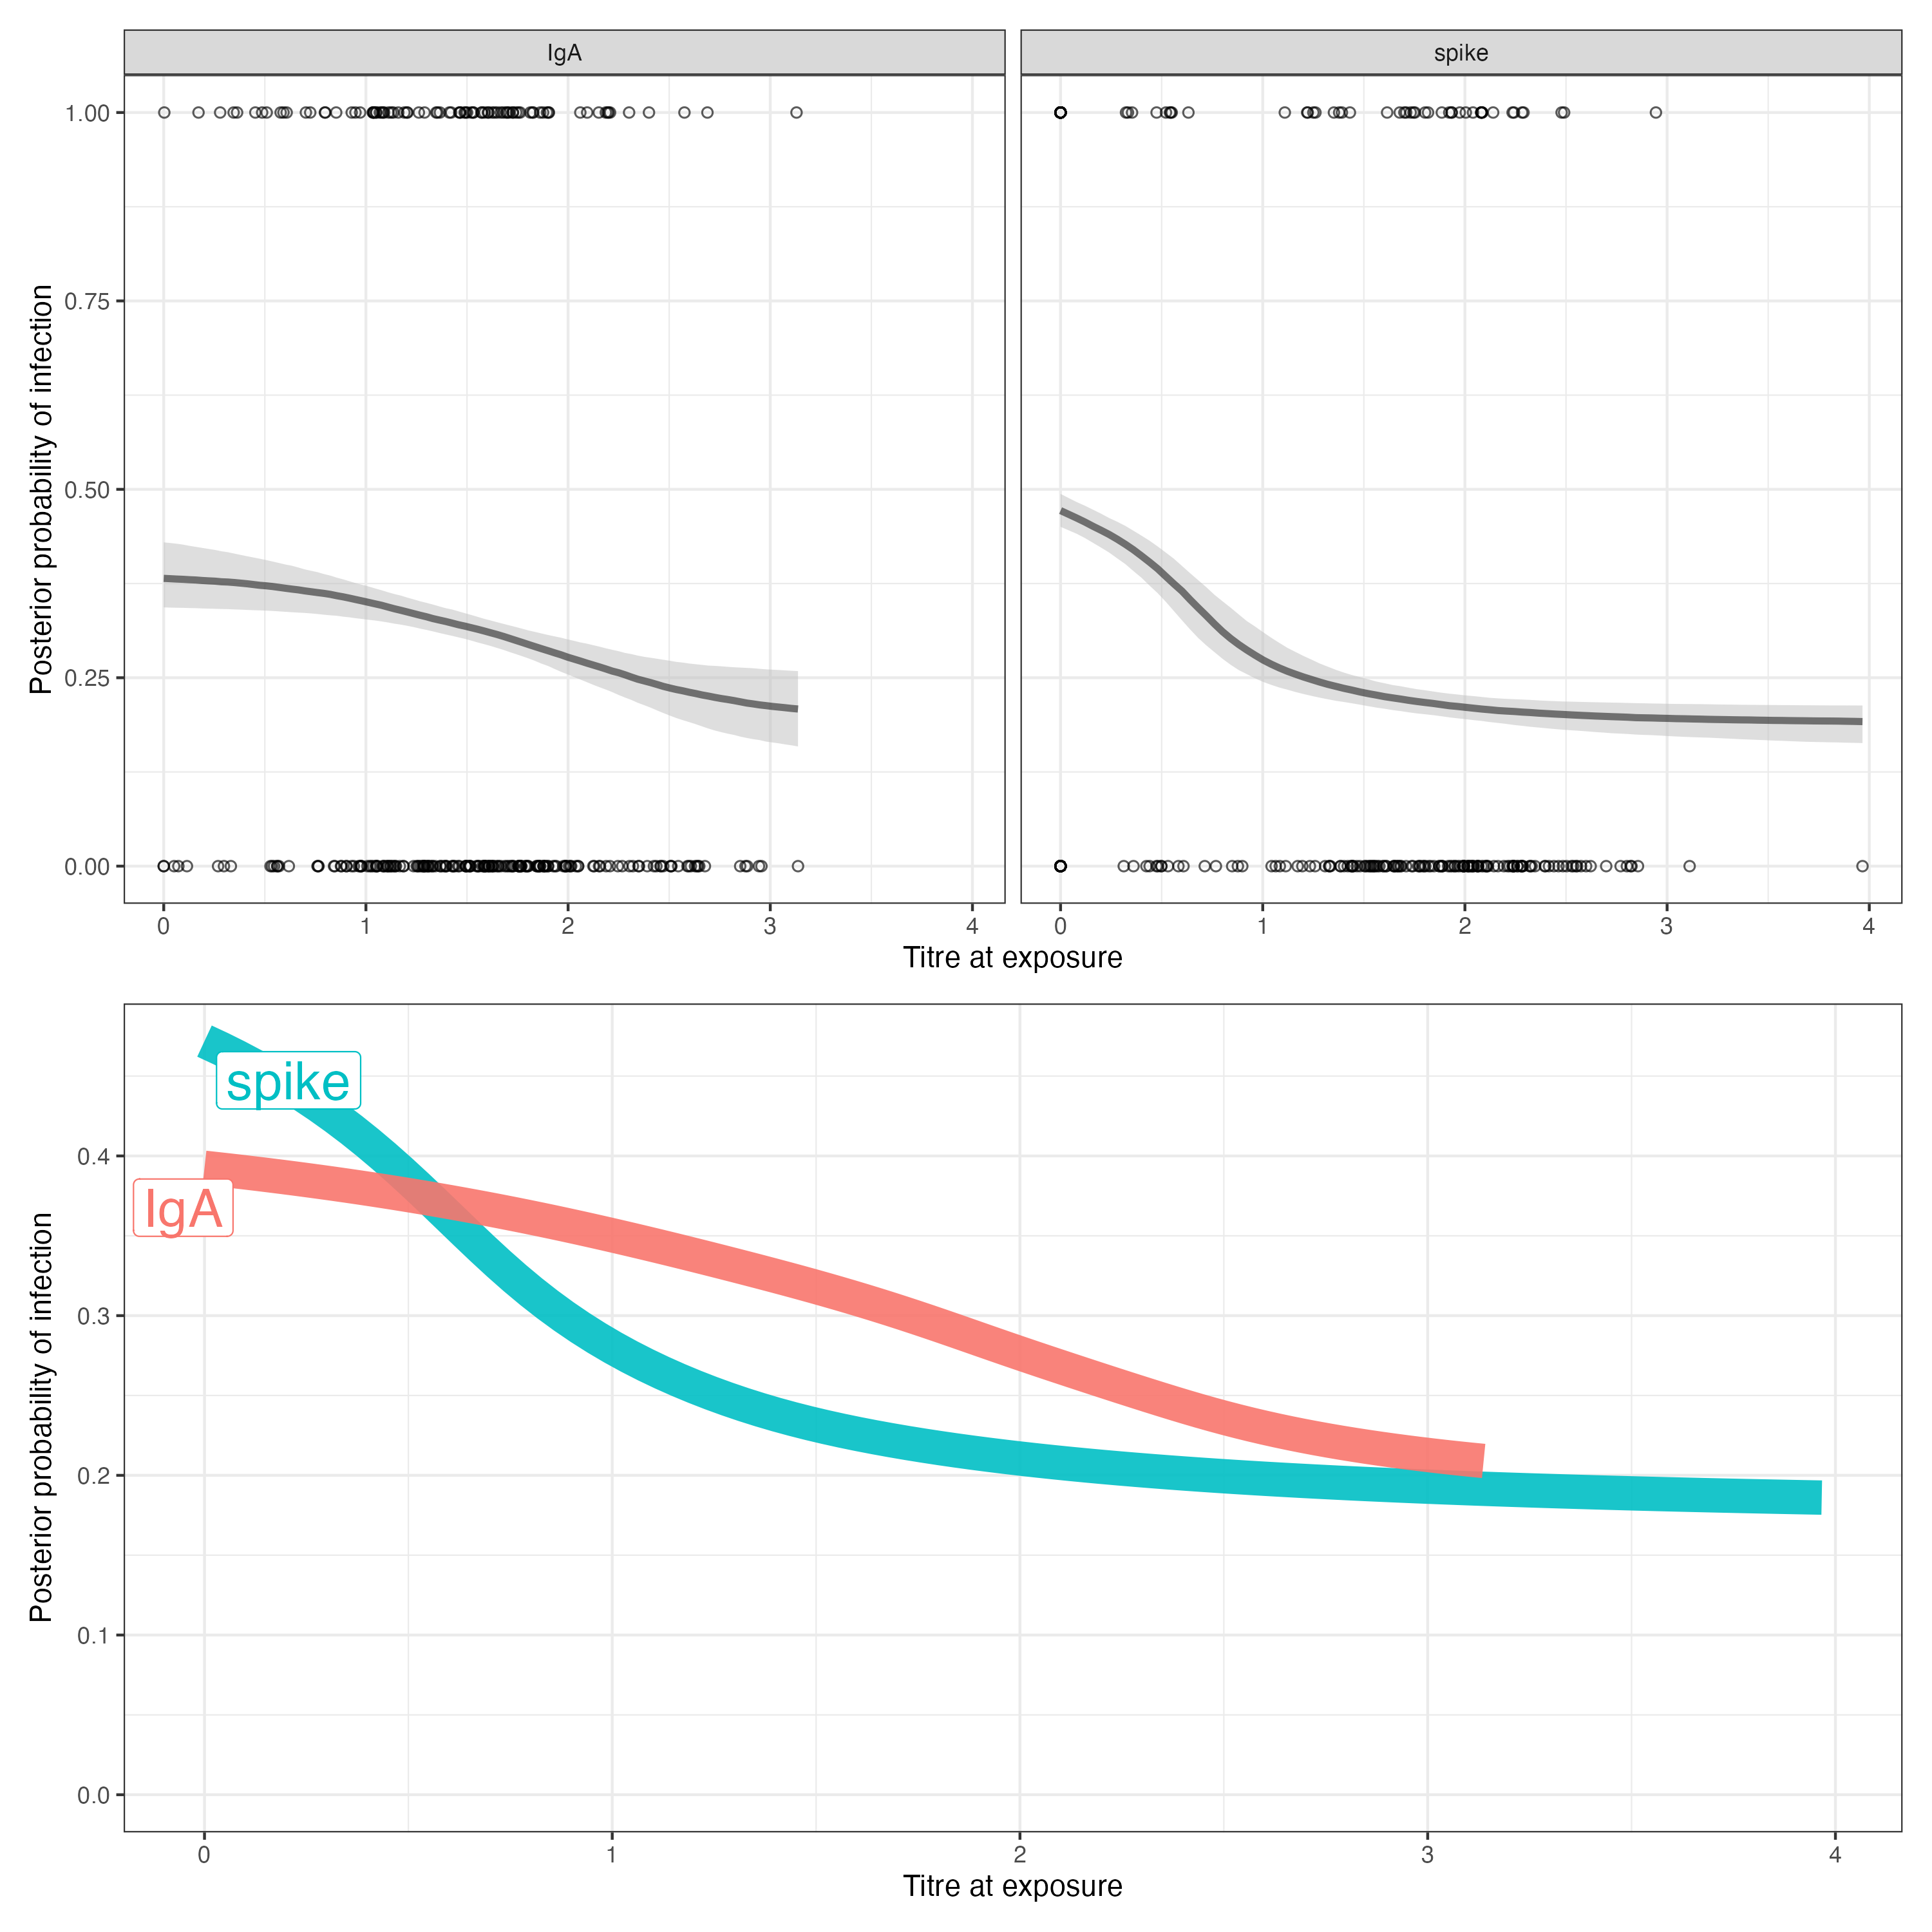 IgA
spike
Posterior probability of infection
1.00
0.75
0.50
0.25
0.00
0 1 2 3 4
0 1 2 3 4
Titre at exposure
Posterior probability of infection
0.4
0.3
0.2
0.1
0.0
spike
IgA
0 1 2 3 4
Titre at exposure